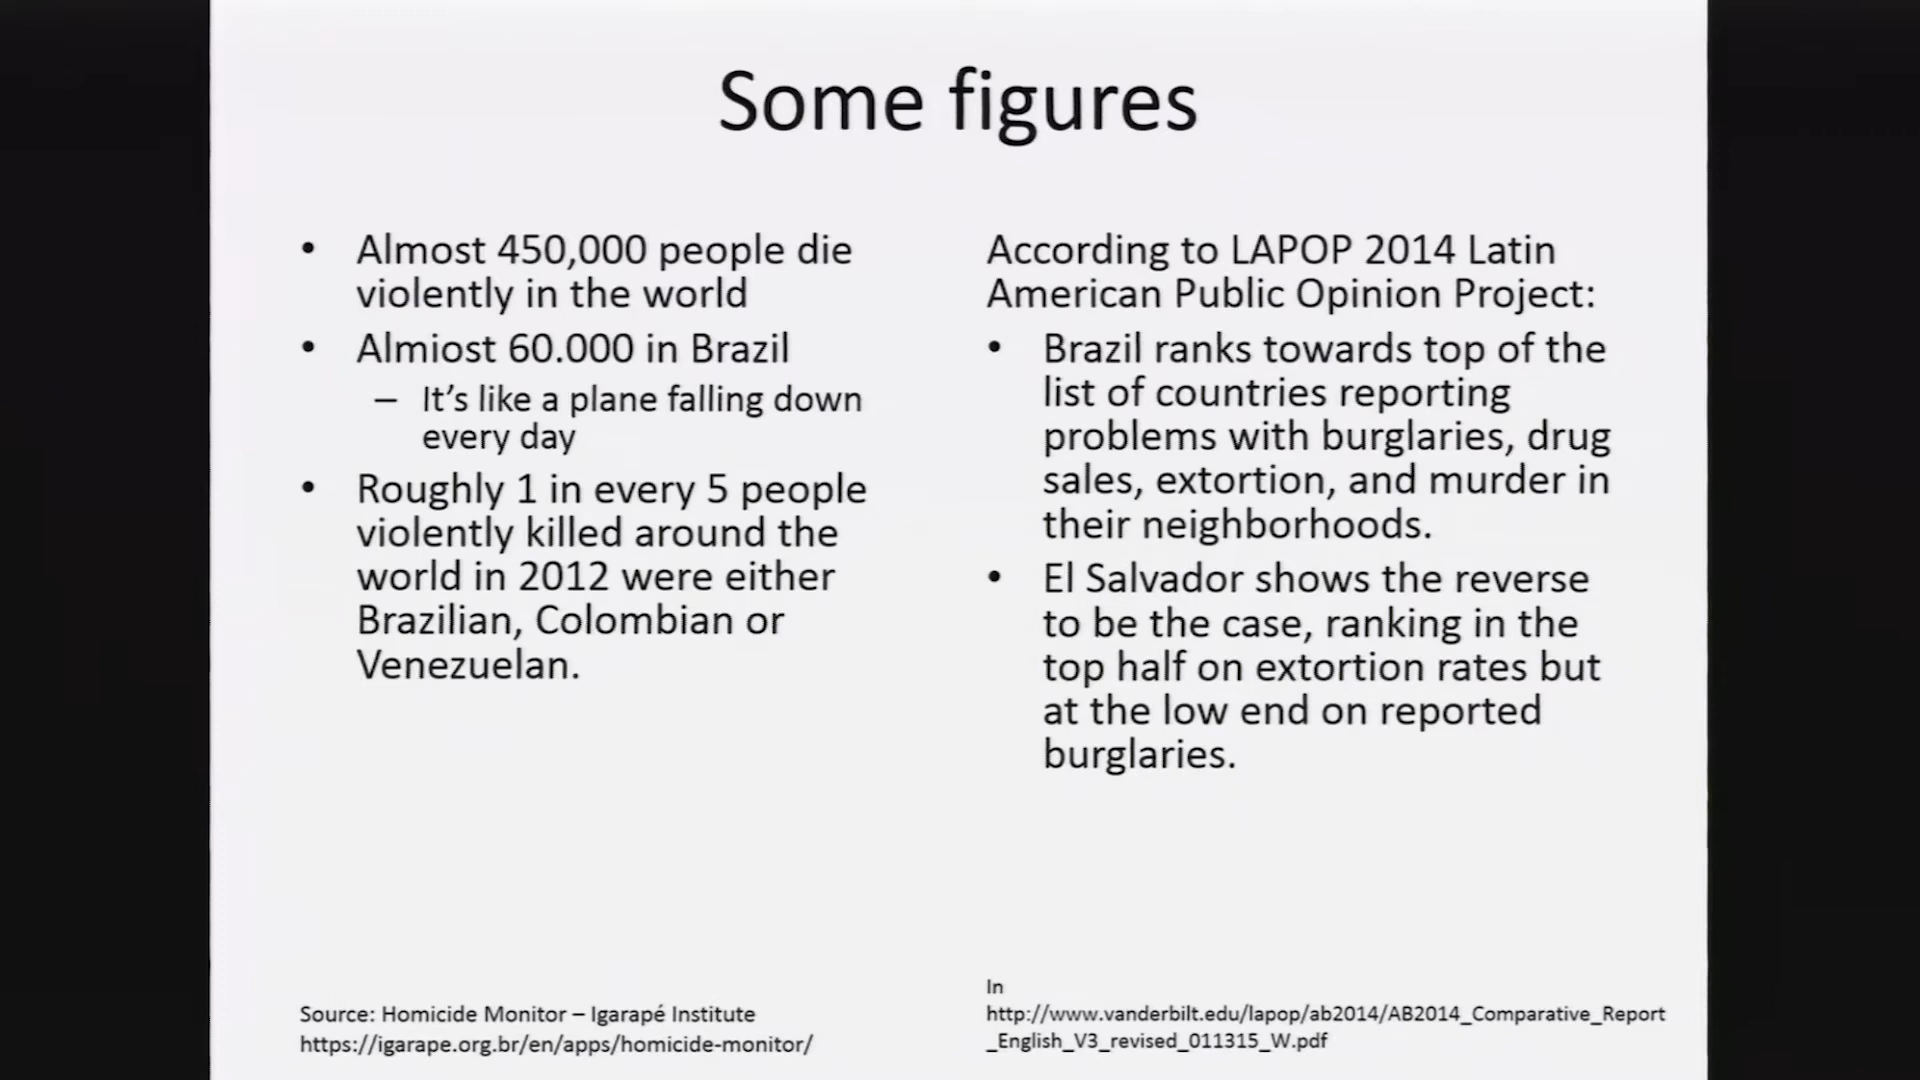 Some figures
• Almost 450,000 people die
violently in the world
• Almiost 60.000 in Brazil
– It's like a plane falling down
every day
• Roughly 1 in every 5 people
violently killed around the
world in 2012 were either
Brazilian, Colombian or
Venezuelan.
Source: Homicide Monitor – Igarapé Institute
https://igarape.org.br/en/apps/homicide-monitor/
According to LAPOP 2014 Latin
American Public Opinion Project:
• Brazil ranks towards top of the
list of countries reporting
problems with burglaries, drug
sales, extortion, and murder in
their neighborhoods.
• El Salvador shows the reverse
to be the case, ranking in the
top half on extortion rates but
at the low end on reported
burglaries.
In
http://www.vanderbilt.edu/lapop/ab2014/AB2014_Comparative_Report
_English_V3_revised_011315_W.pdf